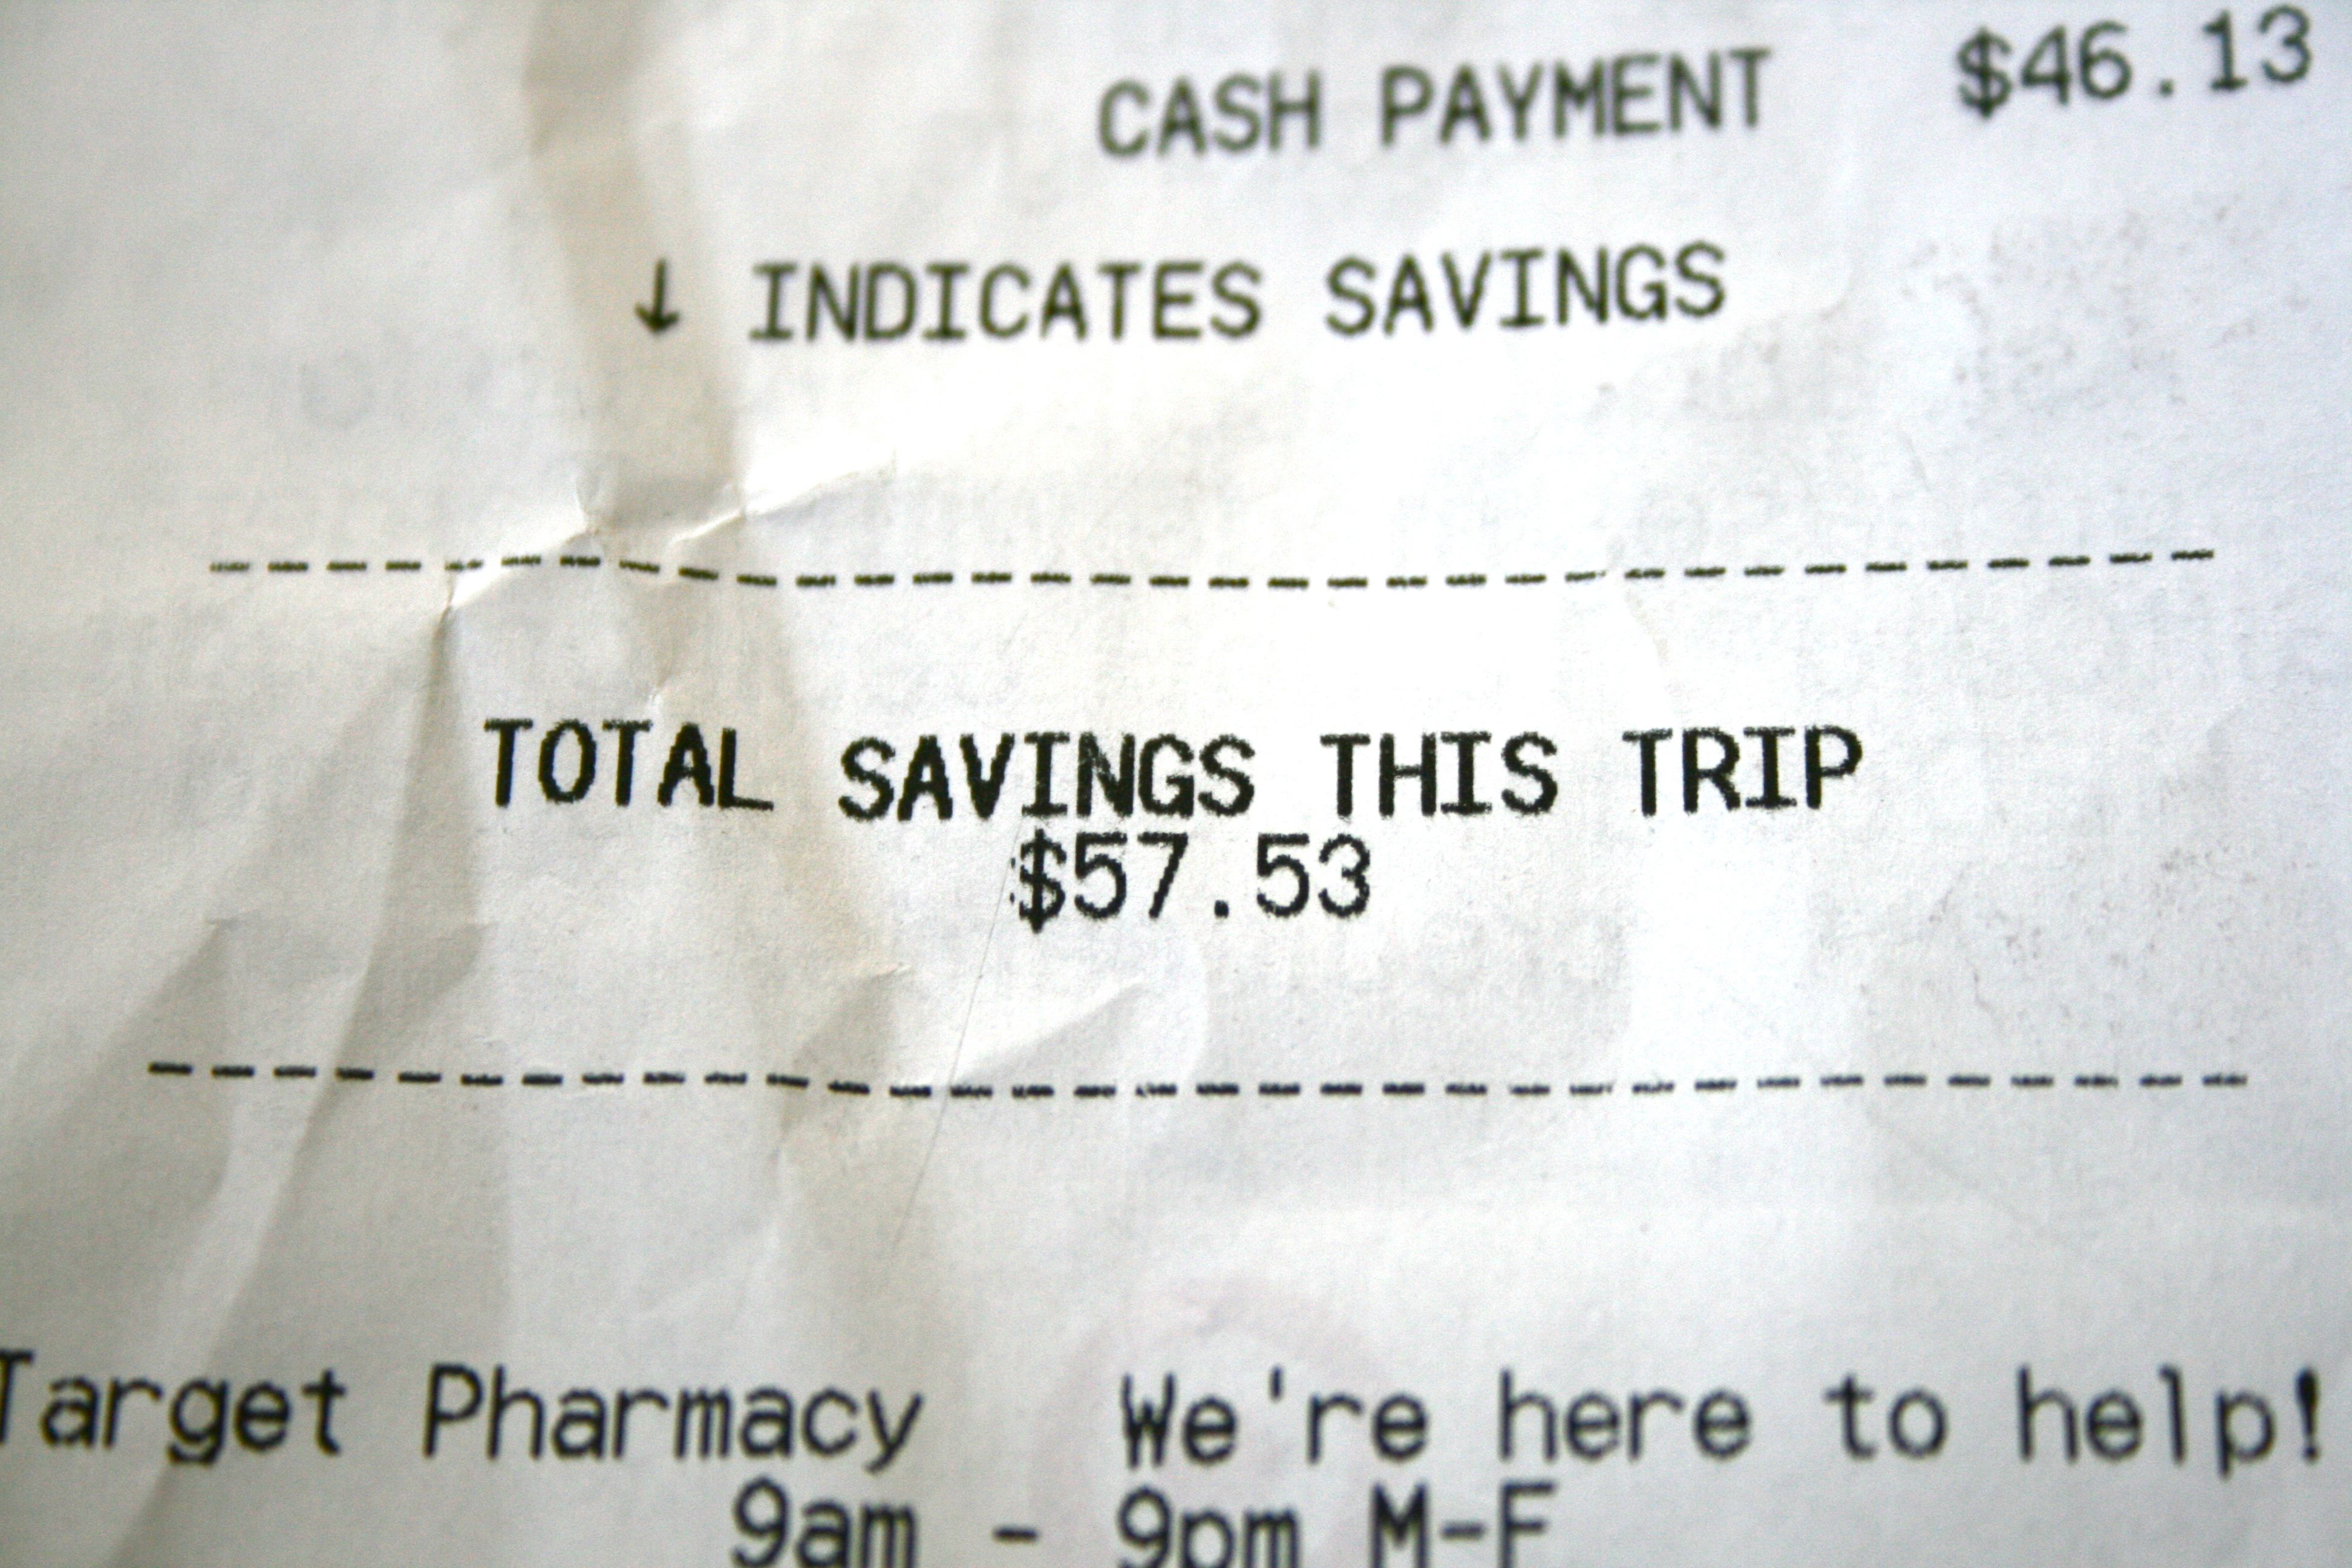 CASH PAYMENT $46.13
↓ INDICATES SAVINGS
--------------------------------
TOTAL SAVINGS THIS TRIP
$57.53
--------------------------------
Target Pharmacy We're here to help!
9am - 9pm M-F